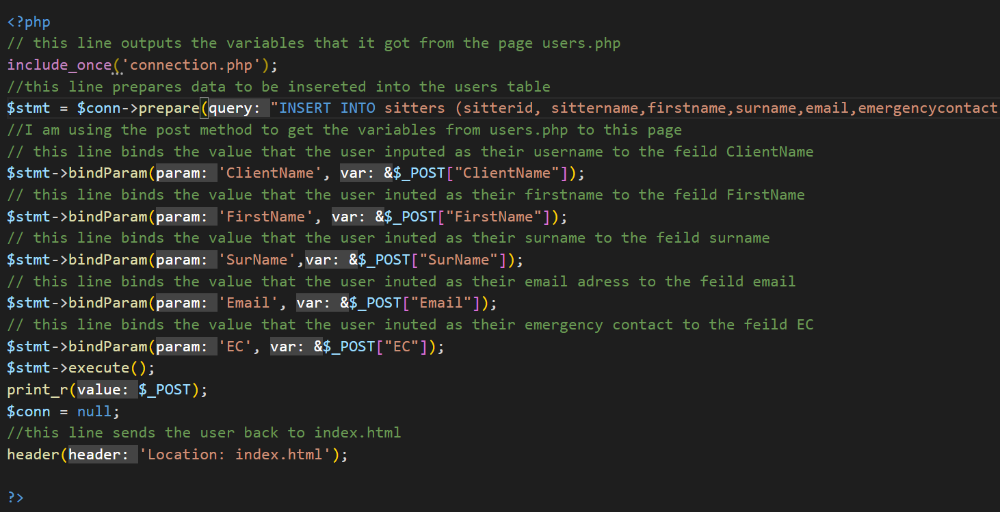 <?php
// this line outputs the variables that it got from the page users.php
include_once('connection.php');
//this line prepares data to be insereted into the users table
$stmt = $conn->prepare(query: "INSERT INTO sitters (sitterid, sittername,firstname,surname,email,emergencycontact
//I am using the post method to get the variables from users.php to this page
// this line binds the value that the user inputed as their username to the feild ClientName
$stmt->bindParam(param: 'ClientName', var: &$_POST["ClientName"]);
// this line binds the value that the user inuted as their firstname to the feild FirstName
$stmt->bindParam(param: 'FirstName', var: &$_POST["FirstName"]);
// this line binds the value that the user inuted as their surname to the feild surname
$stmt->bindParam(param: 'SurName',var: &$_POST["SurName"]);
// this line binds the value that the user inuted as their email adress to the feild email
$stmt->bindParam(param: 'Email', var: &$_POST["Email"]);
// this line binds the value that the user inuted as their emergency contact to the feild EC
$stmt->bindParam(param: 'EC', var: &$_POST["EC"]);
$stmt->execute();
print_r(value: $_POST);
$conn = null;
//this line sends the user back to index.html
header(header: 'Location: index.html');
?>